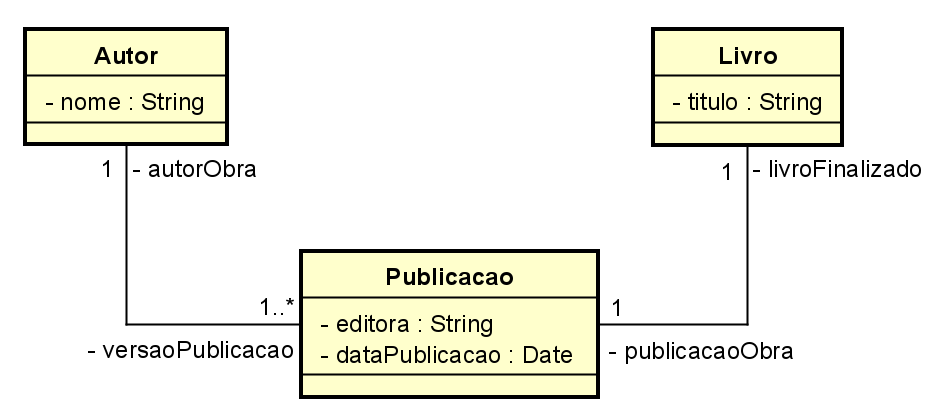 Autor
- nome : String
1
- autorObra
Livro
- titulo : String
1
- livroFinalizado
Publicacao
- editora : String
- dataPublicacao : Date
1..*
- versaoPublicacao
1
- publicacaoObra